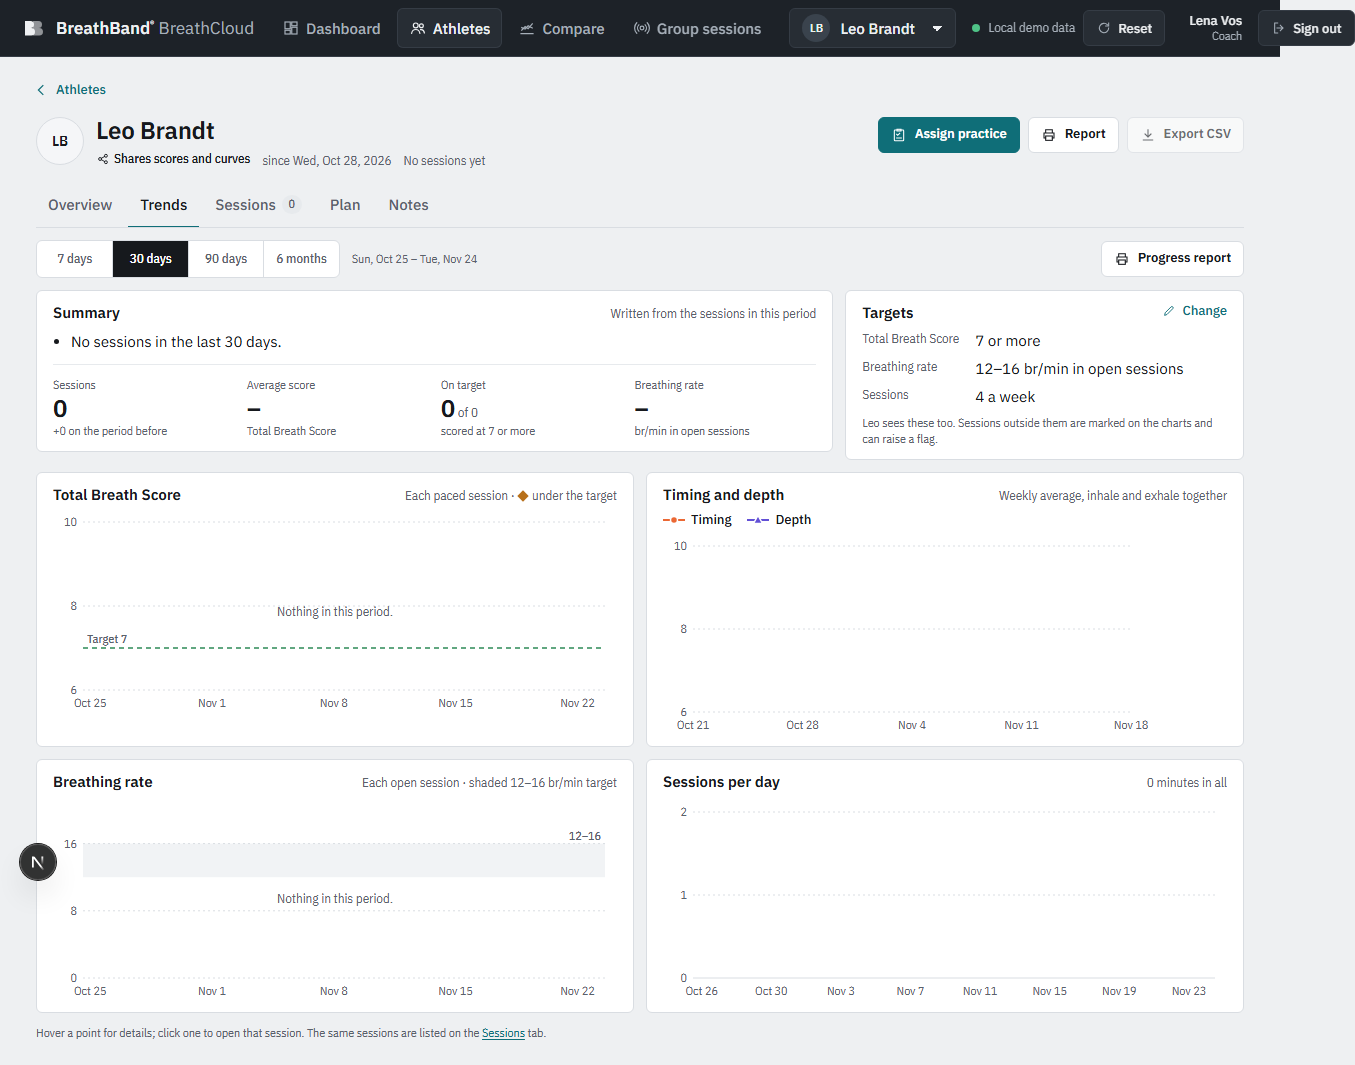 BreathBand® BreathCloud
Dashboard
Athletes
Compare
Group sessions
LB Leo Brandt
Local demo data
Reset
Lena Vos
Coach
Sign out
Athletes
LB
Leo Brandt
Shares scores and curves since Wed, Oct 28, 2026 No sessions yet
Assign practice
Report
Export CSV
Overview Trends Sessions 0 Plan Notes
7 days 30 days 90 days 6 months Sun, Oct 25 – Tue, Nov 24
Progress report
Summary
Written from the sessions in this period
• No sessions in the last 30 days.
Sessions
0
+0 on the period before
Average score
–
Total Breath Score
On target
0 of 0
scored at 7 or more
Breathing rate
–
br/min in open sessions
Targets
Change
Total Breath Score 7 or more
Breathing rate 12–16 br/min in open sessions
Sessions 4 a week
Leo sees these too. Sessions outside them are marked on the charts and
can raise a flag.
Total Breath Score
Each paced session · ◆ under the target
10
8
Nothing in this period.
Target 7
6
Oct 25 Nov 1 Nov 8 Nov 15 Nov 22
Timing and depth
Weekly average, inhale and exhale together
Timing Depth
10
8
6
Oct 21 Oct 28 Nov 4 Nov 11 Nov 18
Breathing rate
Each open session · shaded 12–16 br/min target
12–16
16
N
Nothing in this period.
8
0
Oct 25 Nov 1 Nov 8 Nov 15 Nov 22
Sessions per day
0 minutes in all
2
1
0
Oct 26 Oct 30 Nov 3 Nov 7 Nov 11 Nov 15 Nov 19 Nov 23
Hover a point for details; click one to open that session. The same sessions are listed on the Sessions tab.